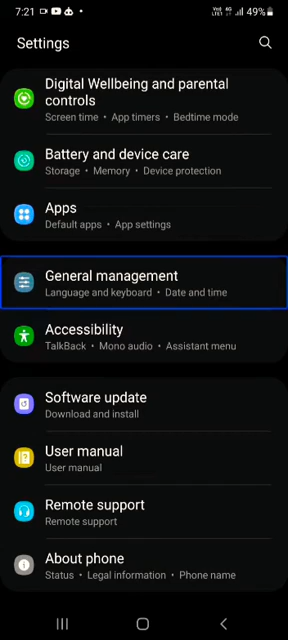 7:21 49%
Settings
Digital Wellbeing and parental
controls
Screen time • App timers • Bedtime mode
Battery and device care
Storage • Memory • Device protection
Apps
Default apps • App settings
General management
Language and keyboard • Date and time
Accessibility
TalkBack • Mono audio • Assistant menu
Software update
Download and install
User manual
User manual
Remote support
Remote support
About phone
Status • Legal information • Phone name